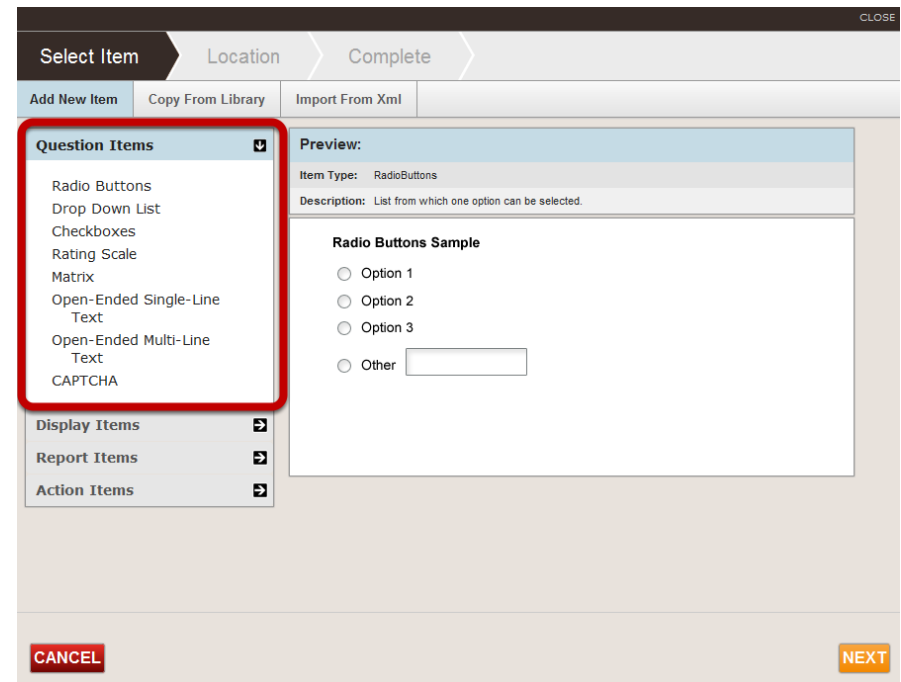 CLOSE
Select Item
Location
Complete
Add New Item
Copy From Library
Import From Xml
Question Items
Radio Buttons
Drop Down List
Checkboxes
Rating Scale
Matrix
Open-Ended Single-Line
Text
Open-Ended Multi-Line
Text
CAPTCHA
Display Items
Report Items
Action Items
Preview:
Item Type: RadioButtons
Description: List from which one option can be selected.
Radio Buttons Sample
Option 1
Option 2
Option 3
Other
CANCEL
NEXT